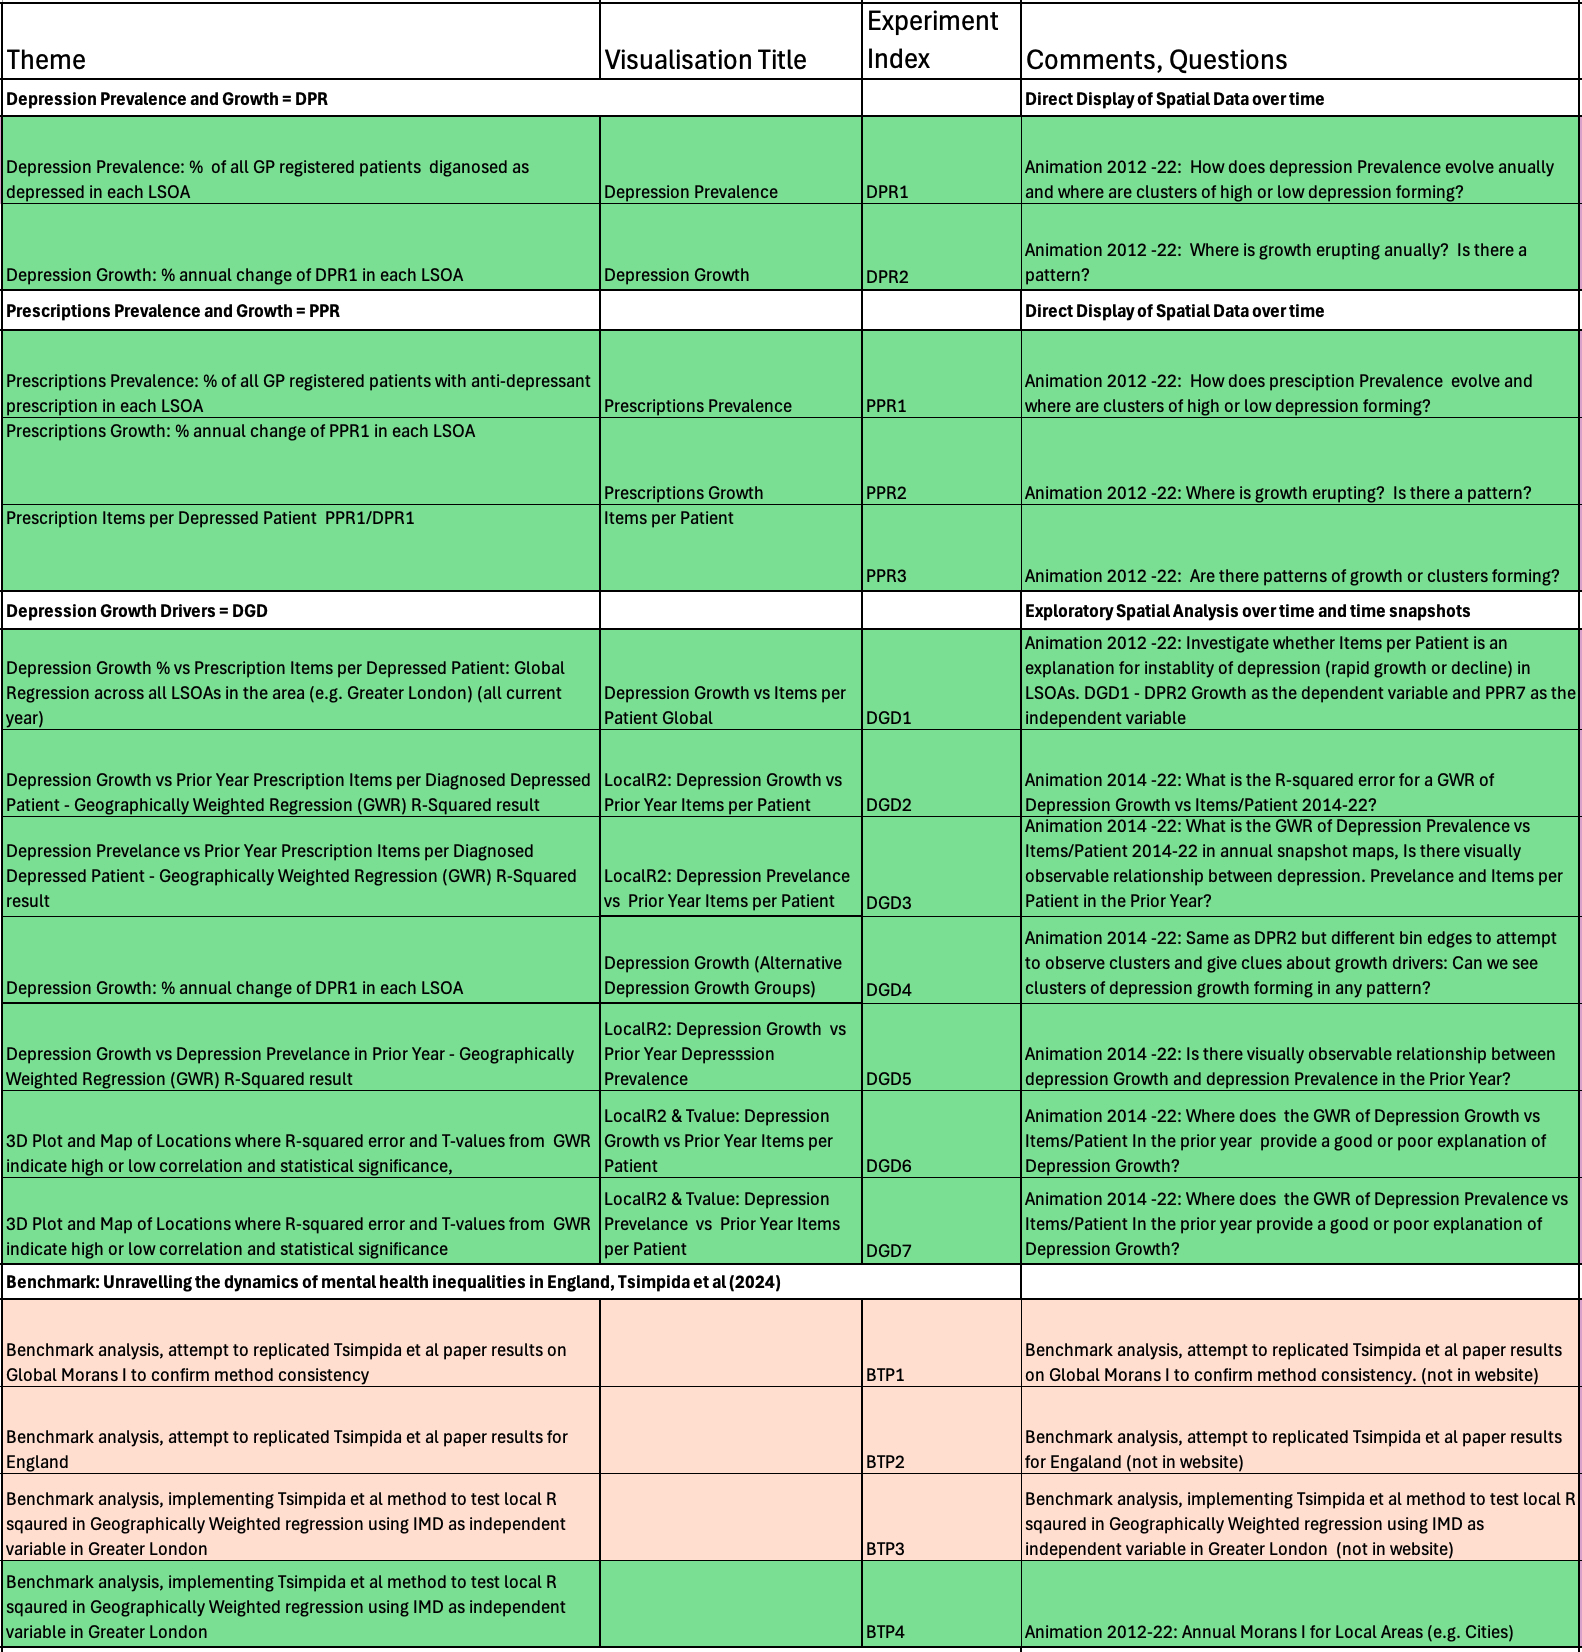 Theme
Visualisation Title
Experiment
Index
Comments, Questions
Depression Prevalence and Growth = DPR
Direct Display of Spatial Data over time
Depression Prevalence: %  of all GP registered patients  diganosed as
depressed in each LSOA
Depression Prevalence
DPR1
Animation 2012 -22:  How does depression Prevalence evolve anually
and where are clusters of high or low depression forming?
Depression Growth: % annual change of DPR1 in each LSOA
Depression Growth
DPR2
Animation 2012 -22:  Where is growth erupting anually?  Is there a
pattern?
Prescriptions Prevalence and Growth = PPR
Direct Display of Spatial Data over time
Prescriptions Prevalence: % of all GP registered patients with anti-depressant
prescription in each LSOA
Prescriptions Prevalence
PPR1
Animation 2012 -22:  How does presciption Prevalence  evolve and
where are clusters of high or low depression forming?
Prescriptions Growth: % annual change of PPR1 in each LSOA
Prescriptions Growth
PPR2
Animation 2012 -22: Where is growth erupting?  Is there a pattern?
Prescription Items per Depressed Patient  PPR1/DPR1
Items per Patient
PPR3
Animation 2012 -22:  Are there patterns of growth or clusters forming?
Depression Growth Drivers = DGD
Exploratory Spatial Analysis over time and time snapshots
Depression Growth % vs Prescription Items per Depressed Patient: Global
Regression across all LSOAs in the area (e.g. Greater London) (all current
year)
Depression Growth vs Items per
Patient Global
DGD1
Animation 2012 -22: Investigate whether Items per Patient is an
explanation for instablity of depression (rapid growth or decline) in
LSOAs. DGD1 - DPR2 Growth as the dependent variable and PPR7 as the
independent variable
Depression Growth vs Prior Year Prescription Items per Diagnosed Depressed
Patient - Geographically Weighted Regression (GWR) R-Squared result
LocalR2: Depression Growth vs
Prior Year Items per Patient
DGD2
Animation 2014 -22: What is the R-squared error for a GWR of
Depression Growth vs Items/Patient 2014-22?
Depression Prevelance vs Prior Year Prescription Items per Diagnosed
Depressed Patient - Geographically Weighted Regression (GWR) R-Squared
result
LocalR2: Depression Prevelance
vs  Prior Year Items per Patient
DGD3
Animation 2014 -22: What is the GWR of Depression Prevalence vs
Items/Patient 2014-22 in annual snapshot maps, Is there visually
observable relationship between depression. Prevelance and Items per
Patient in the Prior Year?
Depression Growth: % annual change of DPR1 in each LSOA
Depression Growth (Alternative
Depression Growth Groups)
DGD4
Animation 2014 -22: Same as DPR2 but different bin edges to attempt
to observe clusters and give clues about growth drivers: Can we see
clusters of depression growth forming in any pattern?
Depression Growth vs Depression Prevelance in Prior Year - Geographically
Weighted Regression (GWR) R-Squared result
LocalR2: Depression Growth  vs
Prior Year Depresssion
Prevalence
DGD5
Animation 2014 -22: Is there visually observable relationship between
depression Growth and depression Prevalence in the Prior Year?
3D Plot and Map of Locations where R-squared error and T-values from  GWR
indicate high or low correlation and statistical significance,
LocalR2 & Tvalue: Depression
Growth vs Prior Year Items per
Patient
DGD6
Animation 2014 -22: Where does  the GWR of Depression Growth vs
Items/Patient In the prior year  provide a good or poor explanation of
Depression Growth?
3D Plot and Map of Locations where R-squared error and T-values from  GWR
indicate high or low correlation and statistical significance
LocalR2 & Tvalue: Depression
Prevelance  vs  Prior Year Items
per Patient
DGD7
Animation 2014 -22: Where does  the GWR of Depression Prevalence vs
Items/Patient In the prior year provide a good or poor explanation of
Depression Growth?
Benchmark: Unravelling the dynamics of mental health inequalities in England, Tsimpida et al (2024)
Benchmark analysis, attempt to replicated Tsimpida et al paper results on
Global Morans I to confirm method consistency
BTP1
Benchmark analysis, attempt to replicated Tsimpida et al paper results
on Global Morans I to confirm method consistency. (not in website)
Benchmark analysis, attempt to replicated Tsimpida et al paper results for
England
BTP2
Benchmark analysis, attempt to replicated Tsimpida et al paper results
for Engaland (not in website)
Benchmark analysis, implementing Tsimpida et al method to test local R
sqaured in Geographically Weighted regression using IMD as independent
variable in Greater London
BTP3
Benchmark analysis, implementing Tsimpida et al method to test local R
sqaured in Geographically Weighted regression using IMD as
independent variable in Greater London  (not in website)
Benchmark analysis, implementing Tsimpida et al method to test local R
sqaured in Geographically Weighted regression using IMD as independent
variable in Greater London
BTP4
Animation 2012-22: Annual Morans I for Local Areas (e.g. Cities)